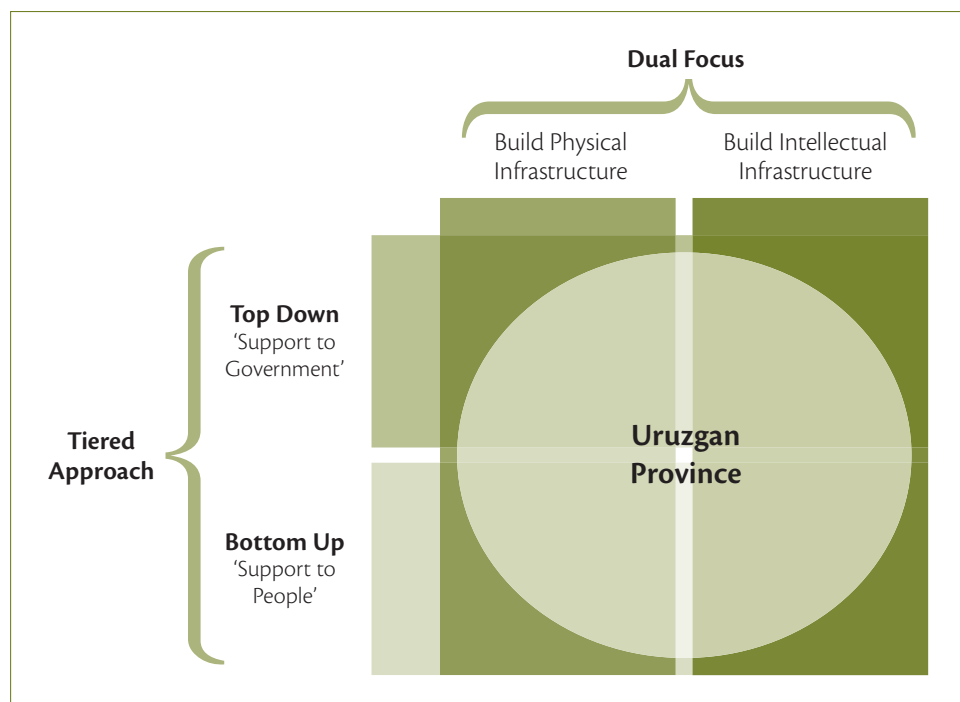 Dual Focus
Build Physical
Infrastructure
Build Intellectual
Infrastructure
Top Down
‘Support to
Government’
Tiered
Approach
Uruzgan
Province
Bottom Up
‘Support to
People’